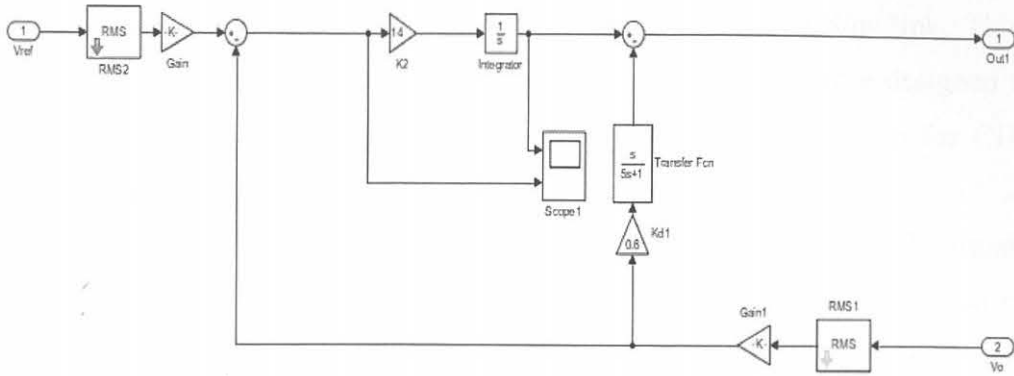 1
Vref
RMS
RMS2
-K-
Gain
+
-
14
K2
1
s
Integrator
+
-
1
Out1
Scope1
s
5s+1
Transfer Fcn
0.6
Kd1
Gain1
-K-
RMS1
RMS
2
Vo